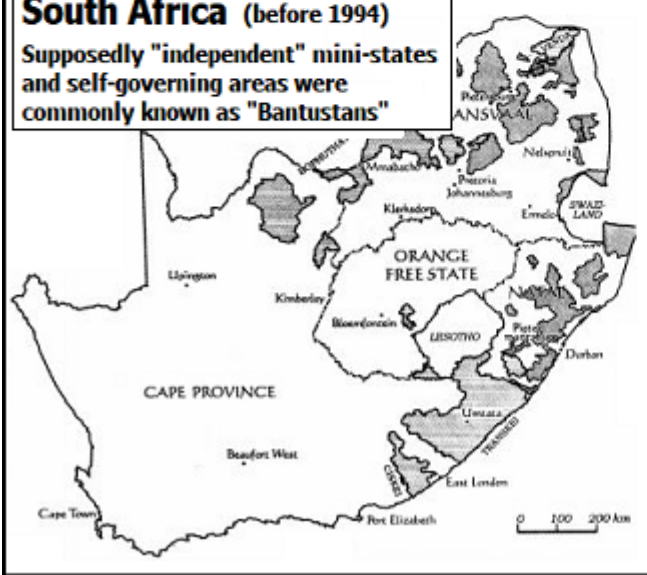 South Africa (before 1994)
Supposedly "independent" mini-states
and self-governing areas were
commonly known as "Bantustans"
ANSVAAL
Nelspruit
Mmabatho
Pretoria
Johannesburg
SWAZI-
LAND
Klerksdorp
Ermelo
ORANGE
FREE STATE
Upington
Kimberley
Bloemfontein
LESOTHO
Durban
CAPE PROVINCE
Umtata
TRANSKEI
Beaufort West
CISKEI
East London
Cape Town
Port Elizabeth
0 100 200 km